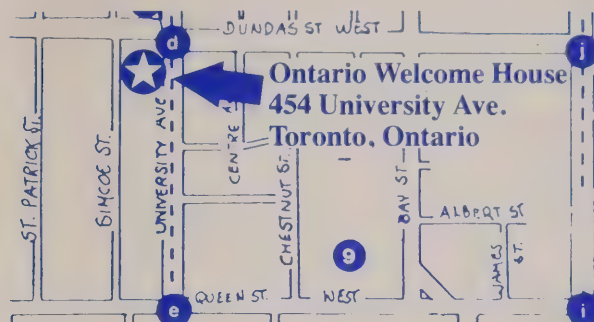 DUNDAS ST WEST
d
i
Ontario Welcome House
454 University Ave.
Toronto, Ontario
ST. PATRICK ST.
SIMCOE ST.
UNIVERSITY AVE
CENTRE
CHESTNUT ST.
BAY ST
ALBERT ST
JAMES ST.
9
QUEEN ST. WEST
e
i